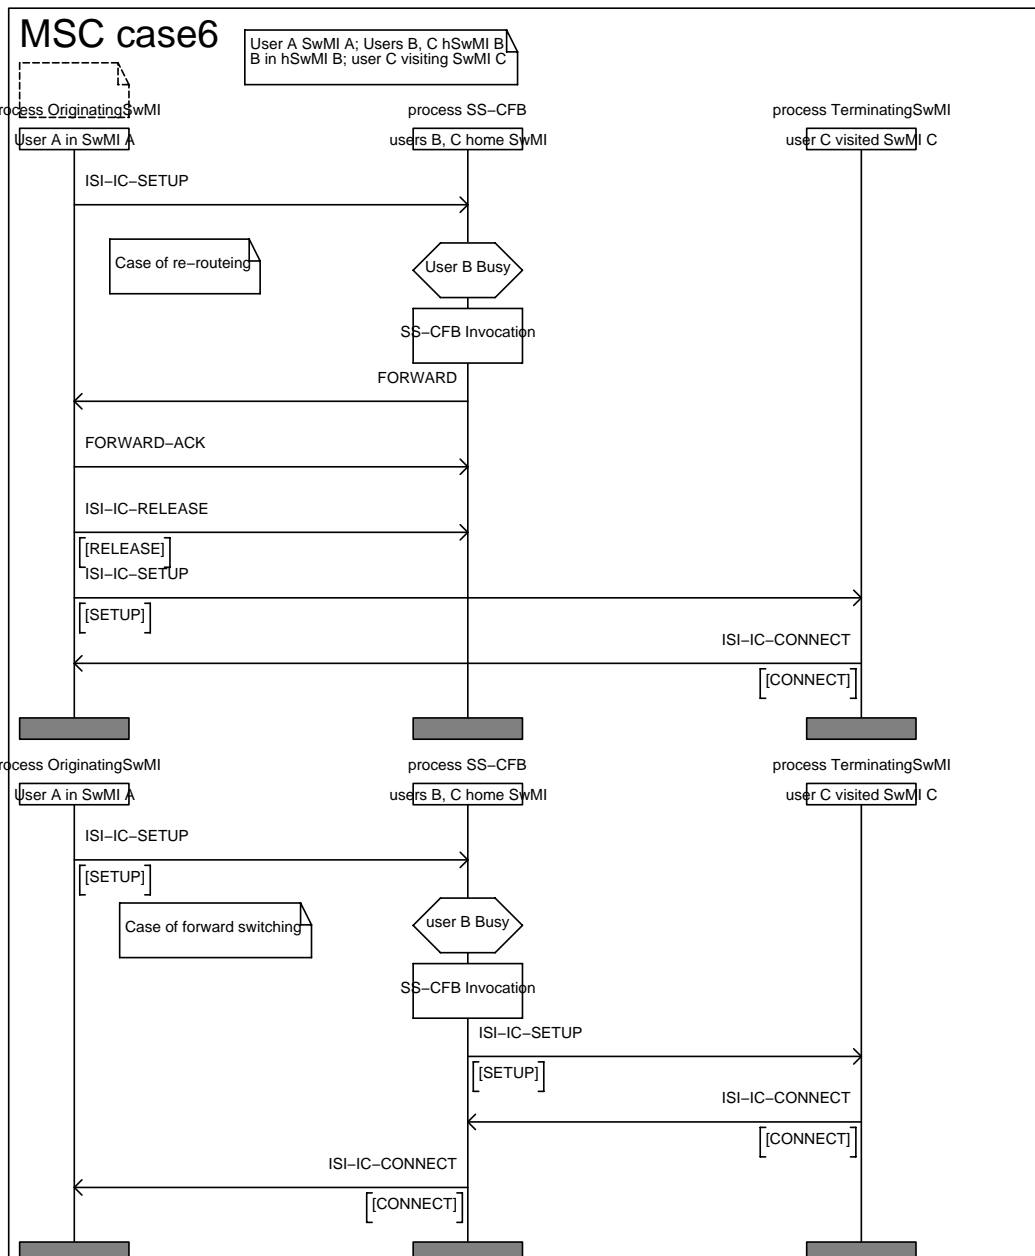 MSC case6
User A SwMI A; Users B, C hSwMI B
B in hSwMI B; user C visiting SwMI C
rocess OriginatingSwMI
process SS−CFB
process TerminatingSwMI
User A in SwMI A
users B, C home SwMI
user C visited SwMI C
ISI−IC−SETUP
Case of re−routeing
User B Busy
SS−CFB Invocation
FORWARD
FORWARD−ACK
ISI−IC−RELEASE
[RELEASE]
ISI−IC−SETUP
[SETUP]
ISI−IC−CONNECT
[CONNECT]
rocess OriginatingSwMI
process SS−CFB
process TerminatingSwMI
User A in SwMI A
users B, C home SwMI
user C visited SwMI C
ISI−IC−SETUP
[SETUP]
Case of forward switching
user B Busy
SS−CFB Invocation
ISI−IC−SETUP
[SETUP]
ISI−IC−CONNECT
[CONNECT]
ISI−IC−CONNECT
[CONNECT]